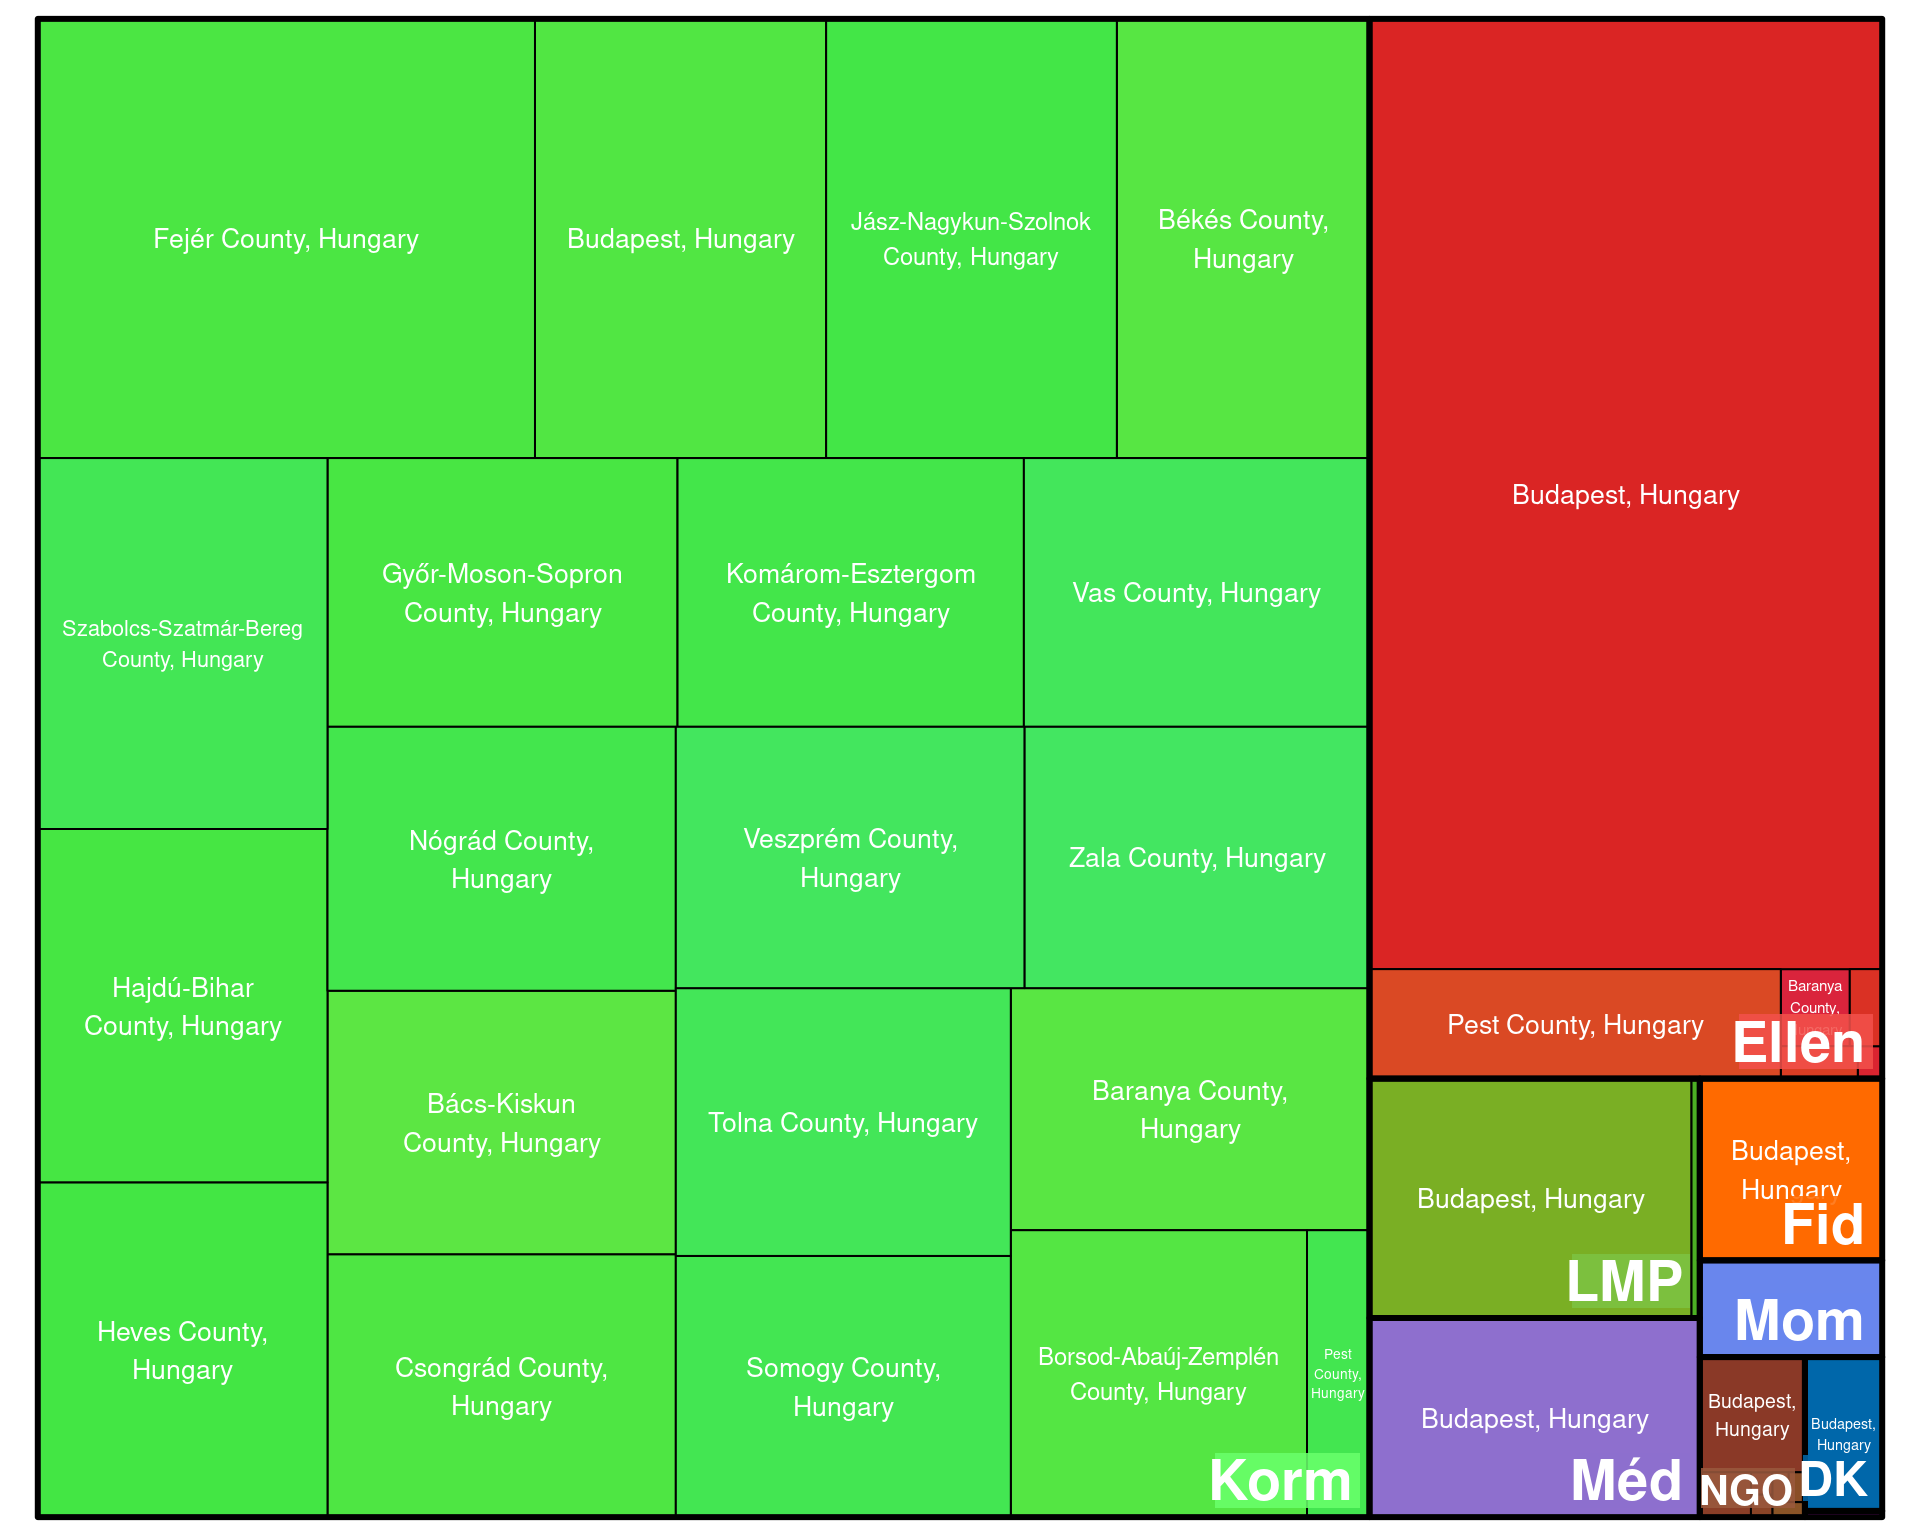 Fejér County, Hungary
Budapest, Hungary
Jász-Nagykun-Szolnok
County, Hungary
Békés County,
Hungary
Szabolcs-Szatmár-Bereg
County, Hungary
Győr-Moson-Sopron
County, Hungary
Komárom-Esztergom
County, Hungary
Vas County, Hungary
Hajdú-Bihar
County, Hungary
Nógrád County,
Hungary
Veszprém County,
Hungary
Zala County, Hungary
Heves County,
Hungary
Bács-Kiskun
County, Hungary
Tolna County, Hungary
Baranya County,
Hungary
Csongrád County,
Hungary
Somogy County,
Hungary
Borsod-Abaúj-Zemplén
County, Hungary
Pest
County,
Hungary
Korm
Budapest, Hungary
Pest County, Hungary
Baranya
County,
Hungary
Ellen
Budapest, Hungary
LMP
Budapest,
Hungary
Fid
Mom
Budapest, Hungary
Méd
Budapest,
Hungary
NGO
Budapest,
Hungary
DK